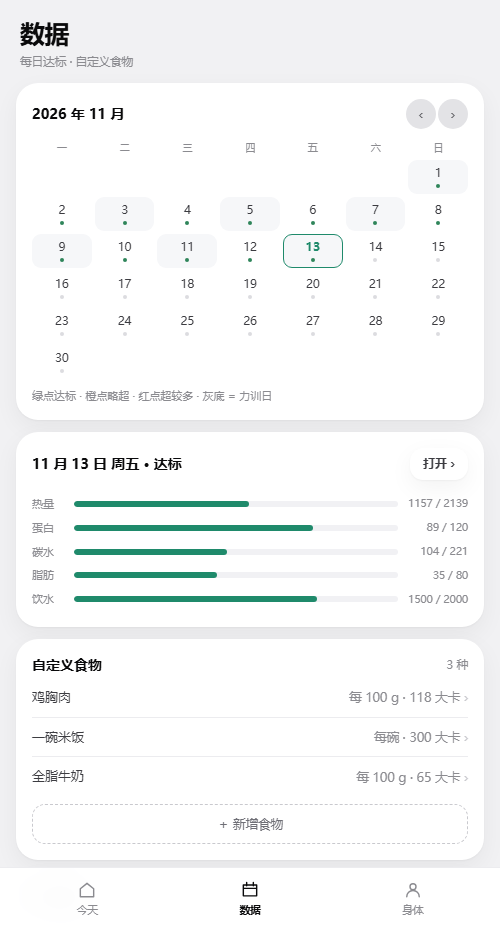 数据
每日达标 · 自定义食物
2026 年 11 月
‹ ›
一 二 三 四 五 六 日
1
2 3 4 5 6 7 8
9 10 11 12 13 14 15
16 17 18 19 20 21 22
23 24 25 26 27 28 29
30
绿点达标 · 橙点略超 · 红点超较多 · 灰底 = 力训日
11 月 13 日 周五 • 达标 打开 ›
热量 1157 / 2139
蛋白 89 / 120
碳水 104 / 221
脂肪 35 / 80
饮水 1500 / 2000
自定义食物 3 种
鸡胸肉 每 100 g · 118 大卡 ›
一碗米饭 每碗 · 300 大卡 ›
全脂牛奶 每 100 g · 65 大卡 ›
+ 新增食物
今天 数据 身体